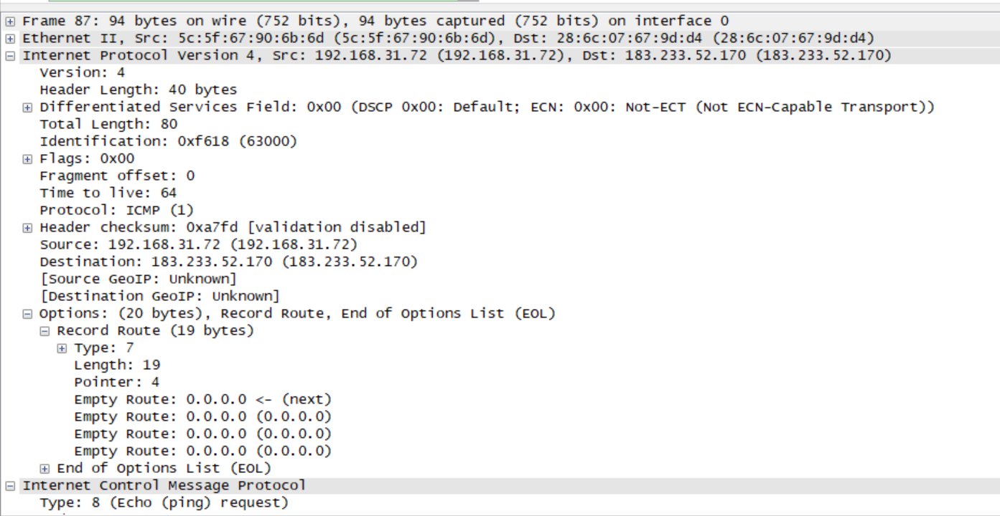 Frame 87: 94 bytes on wire (752 bits), 94 bytes captured (752 bits) on interface 0
Ethernet II, Src: 5c:5f:67:90:6b:6d (5c:5f:67:90:6b:6d), Dst: 28:6c:07:67:9d:d4 (28:6c:07:67:9d:d4)
Internet Protocol Version 4, Src: 192.168.31.72 (192.168.31.72), Dst: 183.233.52.170 (183.233.52.170)
Version: 4
Header Length: 40 bytes
Differentiated Services Field: 0x00 (DSCP 0x00: Default; ECN: 0x00: Not-ECT (Not ECN-Capable Transport))
Total Length: 80
Identification: 0xf618 (63000)
Flags: 0x00
Fragment offset: 0
Time to live: 64
Protocol: ICMP (1)
Header checksum: 0xa7fd [validation disabled]
Source: 192.168.31.72 (192.168.31.72)
Destination: 183.233.52.170 (183.233.52.170)
[Source GeoIP: Unknown]
[Destination GeoIP: Unknown]
Options: (20 bytes), Record Route, End of Options List (EOL)
Record Route (19 bytes)
Type: 7
Length: 19
Pointer: 4
Empty Route: 0.0.0.0 <- (next)
Empty Route: 0.0.0.0 (0.0.0.0)
Empty Route: 0.0.0.0 (0.0.0.0)
Empty Route: 0.0.0.0 (0.0.0.0)
End of Options List (EOL)
Internet Control Message Protocol
Type: 8 (Echo (ping) request)